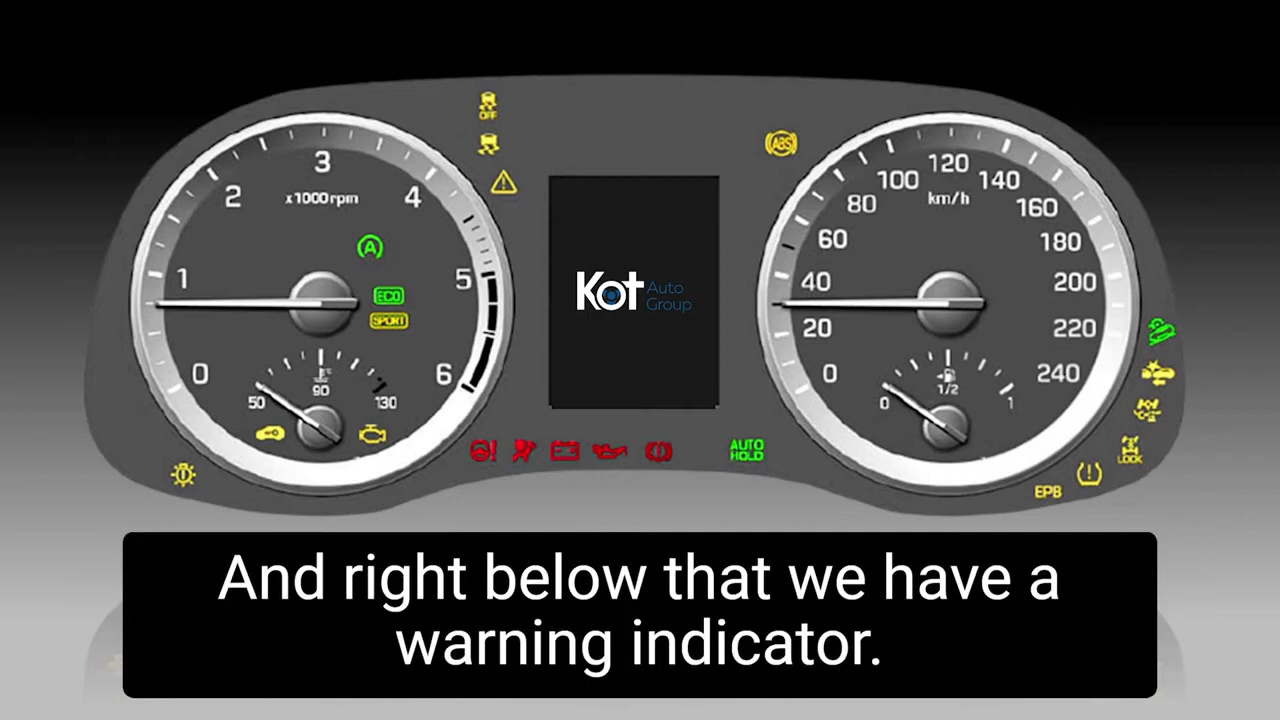 OFF
ABS
3
2
4
x1000rpm
1
5
A
ECO
SPORT
0
6
°C
50
90
130
Kot Auto
Group
120
100
140
km/h
80
160
60
180
40
200
20
220
0
240
0
1/2
1
AUTO
HOLD
LOCK
EPB
And right below that we have a
warning indicator.